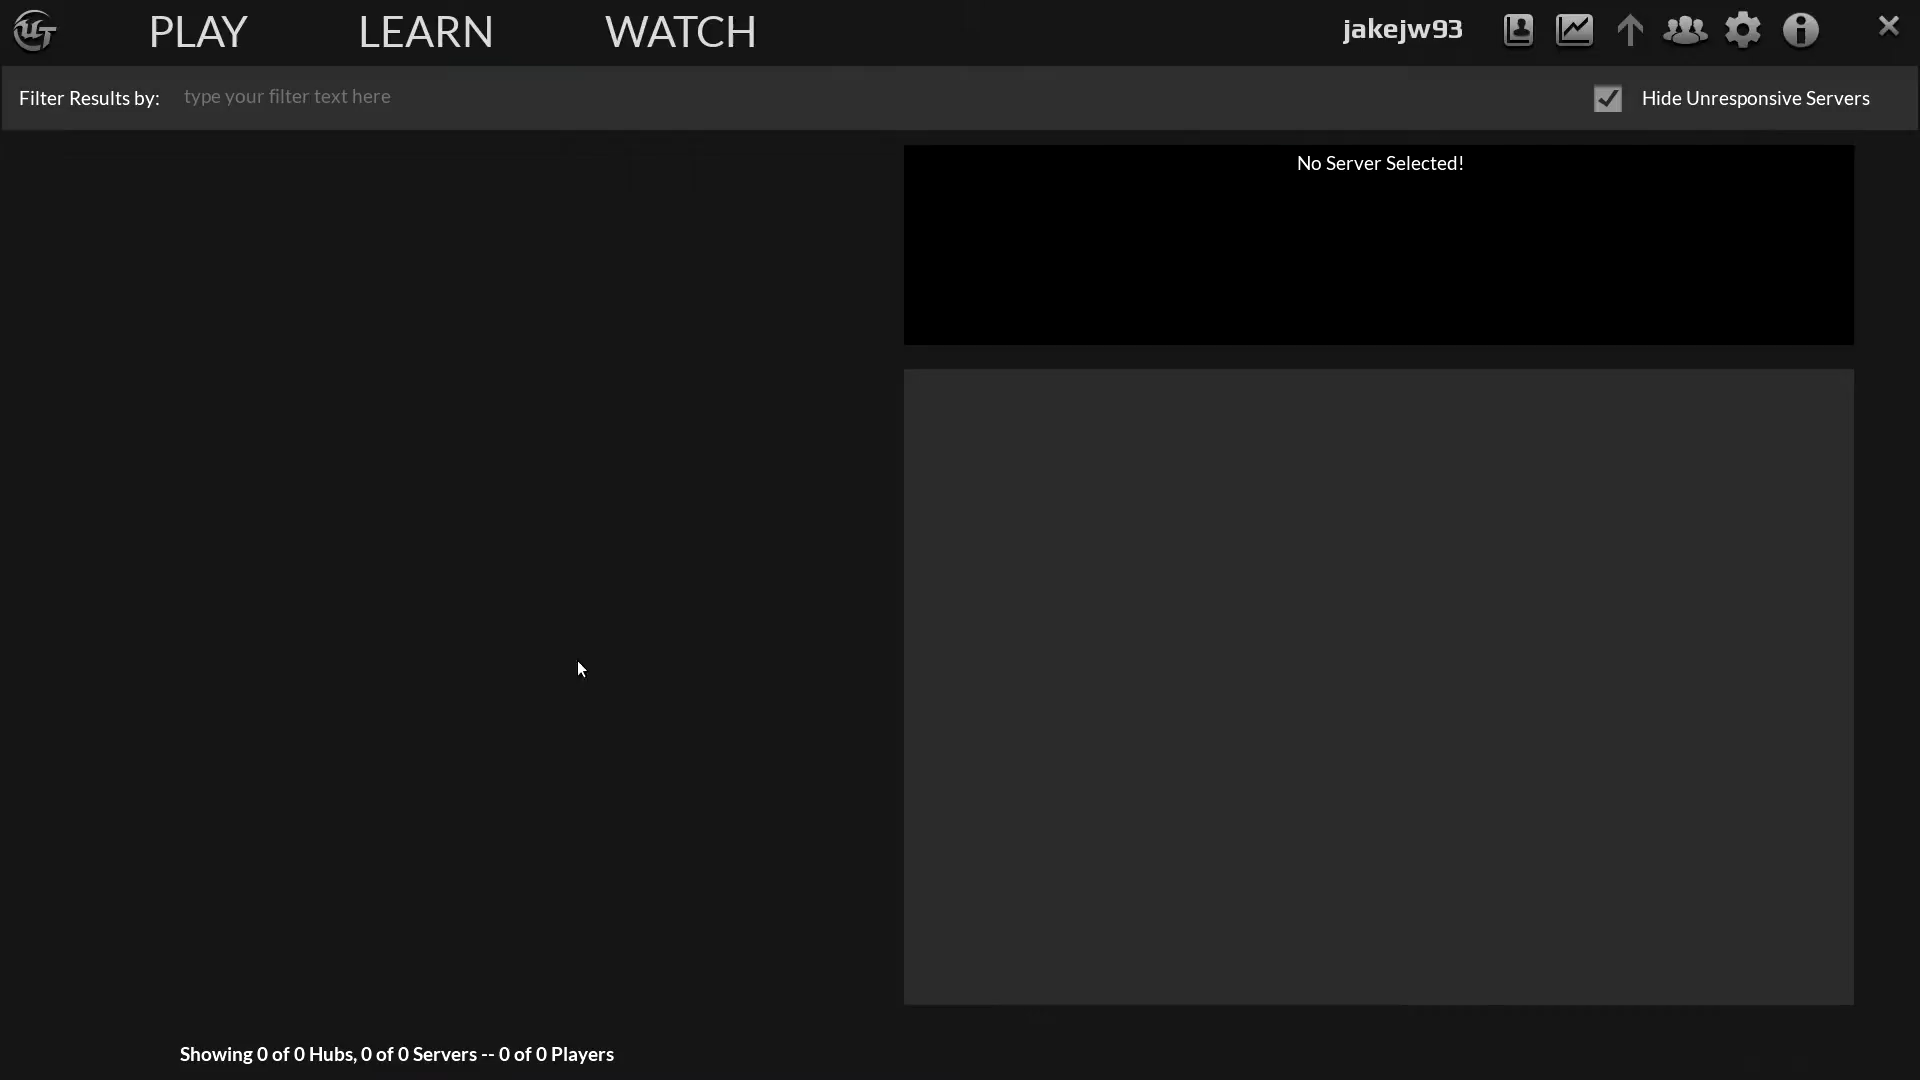 UT PLAY LEARN WATCH jakejw93
Filter Results by: type your filter text here Hide Unresponsive Servers
No Server Selected!
Showing 0 of 0 Hubs, 0 of 0 Servers -- 0 of 0 Players